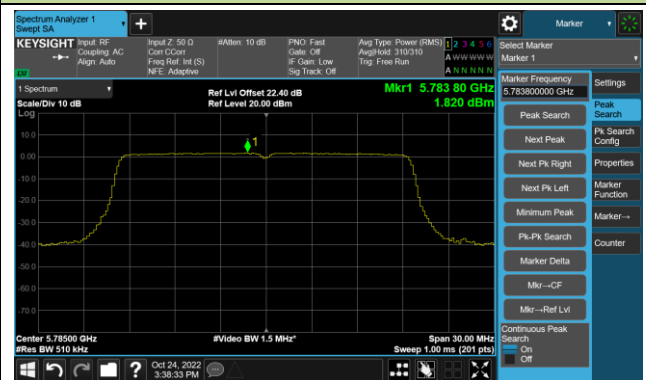 Spectrum Analyzer 1
Swept SA
+
Marker
KEYSIGHT
Input: RF
Coupling: AC
Align: Auto
Input Z: 50 Ω
Corr CCorr
Freq Ref: Int (S)
NFE: Adaptive
#Atten: 10 dB
PNO: Fast
Gate: Off
IF Gain: Low
Sig Track: Off
Avg Type: Power (RMS)
Avg|Hold: 310/310
Trig: Free Run
1 2 3 4 5 6
A W W W W W
A N N N N N
Select Marker
Marker 1
1 Spectrum
Scale/Div 10 dB
Log
Ref Lvl Offset 22.40 dB
Ref Level 20.00 dBm
Mkr1 5.783 80 GHz
1.820 dBm
10.0
0.00
-10.0
-20.0
-30.0
-40.0
-50.0
-60.0
-70.0
1
Center 5.78500 GHz
#Res BW 510 kHz
#Video BW 1.5 MHz*
Span 30.00 MHz
Sweep 1.00 ms (201 pts)
Marker Frequency
5.783800000 GHz
Peak Search
Next Peak
Next Pk Right
Next Pk Left
Minimum Peak
Pk-Pk Search
Marker Delta
Mkr→CF
Mkr→Ref Lvl
Continuous Peak
Search
On
Off
Settings
Peak
Search
Pk Search
Config
Properties
Marker
Function
Marker→
Counter
?
Oct 24, 2022
3:38:33 PM